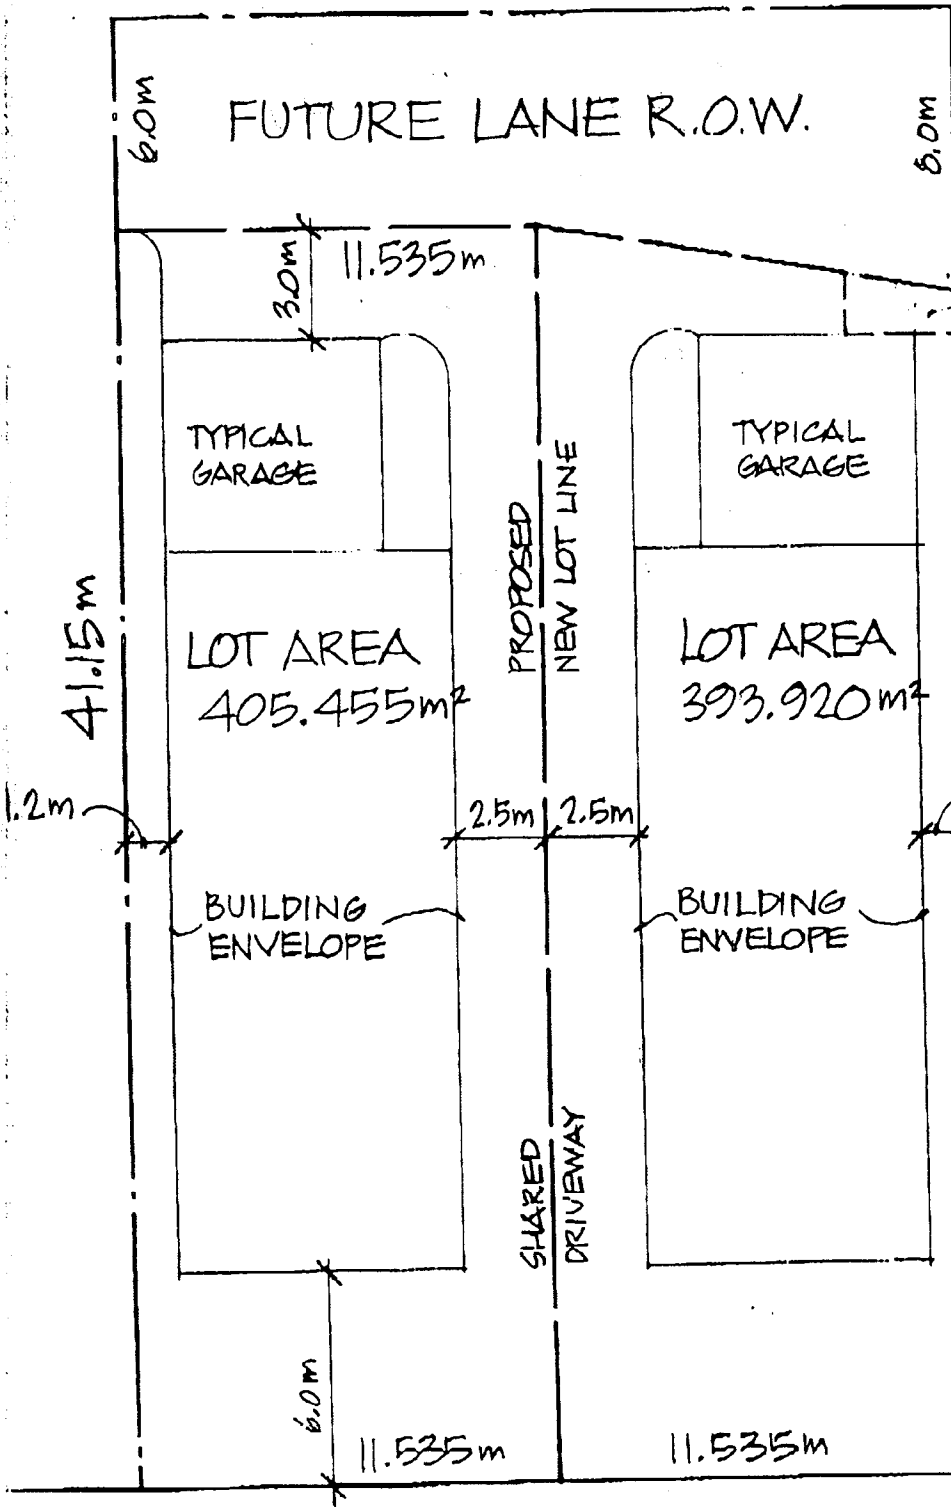 6.0m
FUTURE LANE R.O.W.
8.0m
3.0m
11.535m
TYPICAL
GARAGE
TYPICAL
GARAGE
PROPOSED
NEW LOT LINE
41.15m
LOT AREA
405.455m²
LOT AREA
393.920m²
1.2m
2.5m
2.5m
BUILDING
ENVELOPE
BUILDING
ENVELOPE
SHARED
DRIVEWAY
6.0m
11.535m
11.535m